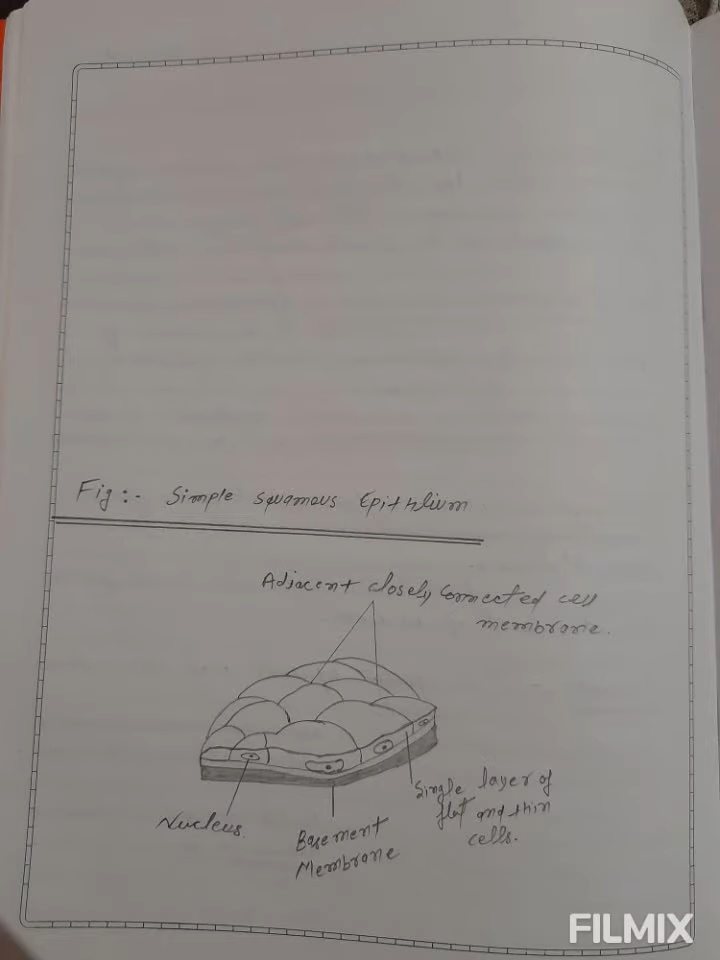 Fig :- Simple squamous Epithlium
Adjacent closely connected cell
membrane.
Single layer of
flat and thin
cells.
Nucleus.
Basement
Membrane
FILMIX